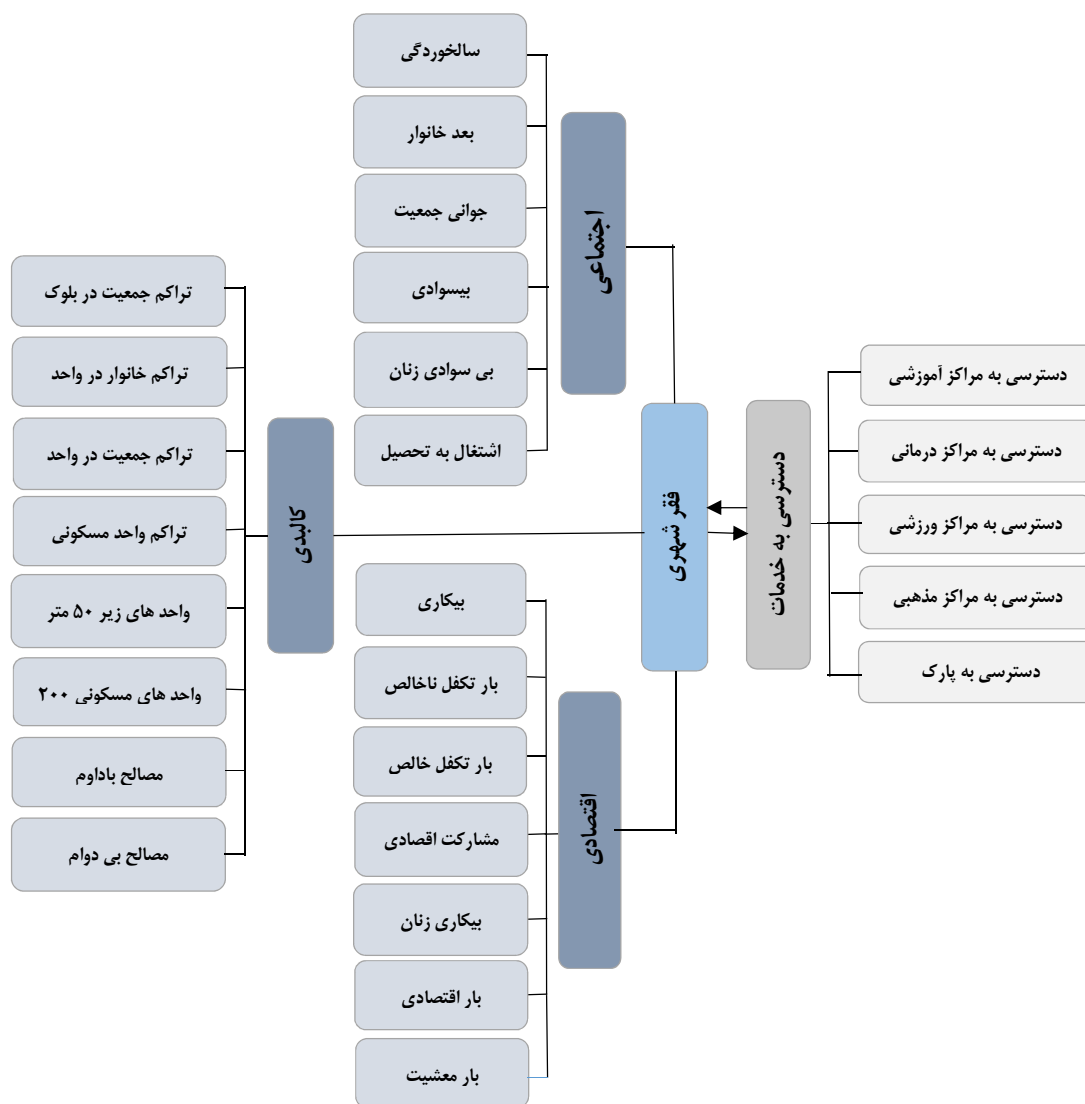 دسترسی به مراکز آموزشی
دسترسی به مراکز درمانی
دسترسی به مراکز ورزشی
دسترسی به مراکز مذهبی
دسترسی به پارک
دسترسی به خدمات
فقر شهری
اجتماعی
سالخوردگی
بعد خانوار
جوانی جمعیت
بیسوادی
بی سوادی زنان
اشتغال به تحصیل
اقتصادی
بیکاری
بار تکفل ناخالص
بار تکفل خالص
مشارکت اقصادی
بیکاری زنان
بار اقتصادی
بار معشیت
کالبدی
تراکم جمعیت در بلوک
تراکم خانوار در واحد
تراکم جمعیت در واحد
تراکم واحد مسکونی
واحد های زیر ۵۰ متر
واحد های مسکونی ۲۰۰
مصالح باداوم
مصالح بی دوام